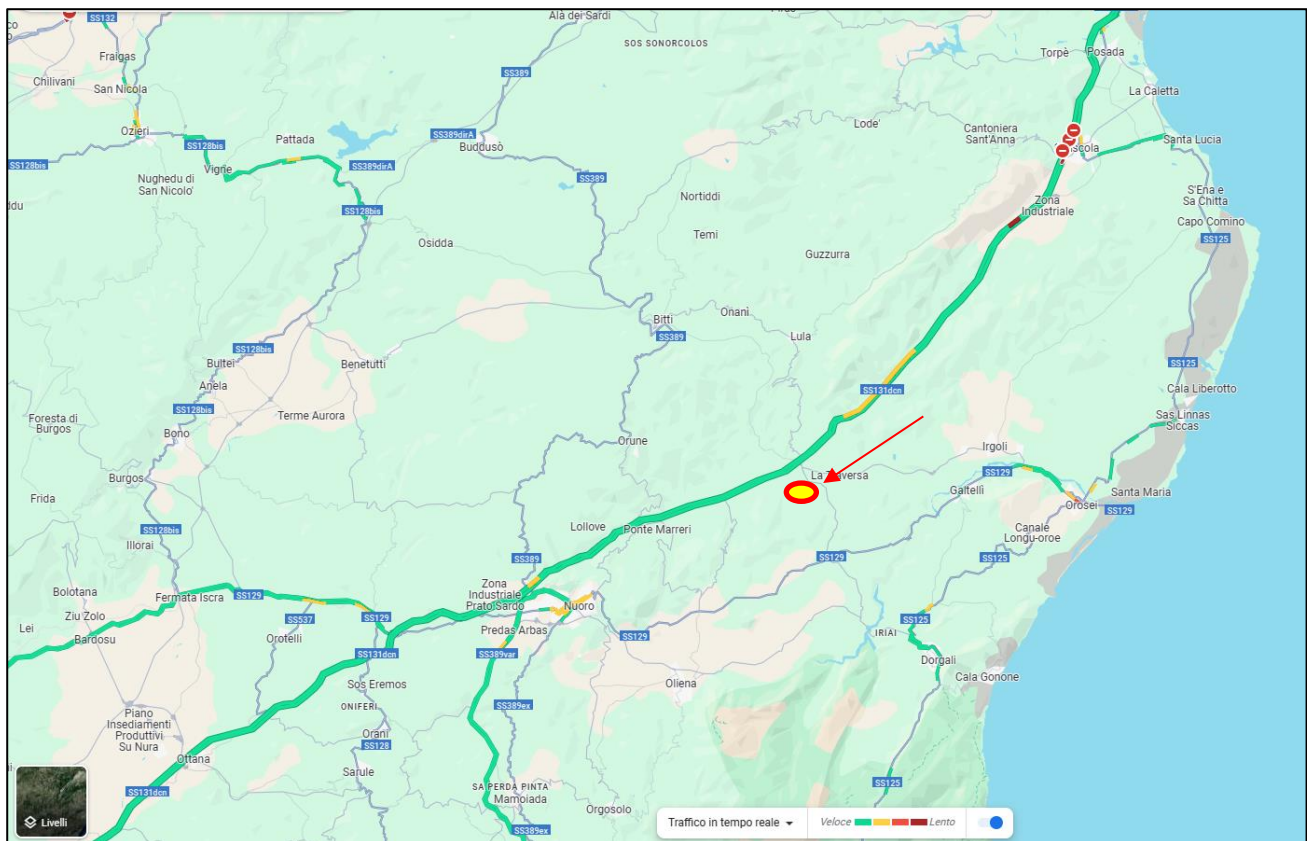 SS132
Alà dei Sardi
SOS SONORCOLOS
Torpè
Posada
Fraigas
Chilivani
San Nicola
La Caletta
Ozieri
Pattada
SS128bis
SS128bis
Vigne
SS389dirA
SS389
SS389dirA
Buddusò
Lode'
Cantoniera
Sant'Anna
Santa Lucia
Nughedu di
San Nicolo'
SS128bis
SS389
Nortiddi
Zona
Industriale
S'Ena e
Sa Chitta
Capo Comino
SS125
Osidda
Temi
Guzzurra
Bitti
Onanì
Lula
SS389
SS128bis
Bultei
Benetutti
Anela
SS125
SS131dcn
Cala Liberotto
SS128bis
Terme Aurora
Foresta di
Burgos
Bono
Sas Linnas
Siccas
Orune
Irgoli
Burgos
SS129
Frida
Galtellì
Santa Maria
Orosei
SS129
SS128bis
Lollove
Ponte Marreri
Canale
Longu-oroe
Illorai
SS389
SS129
SS125
Bolotana
Fermata Iscra
SS129
Zona
Industriale
Prato Sardo
Nuoro
Ziu Zolo
Lei
Bardosu
SS537
SS129
Orotelli
Predas Arbas
SS129
SS125
IRIAI
SS131dcn
SS389var
Dorgali
Cala Gonone
Sos Eremos
Oliena
ONIFERI
SS389ex
Piano
Insediamenti
Produttivi
Su Nura
Orani
SS128
Ottana
Sarule
SS125
SS131dcn
SA PERDA PINTA
Mamoiada
Orgosolo
SS389ex
Livelli
Traffico in tempo reale
Veloce
Lento